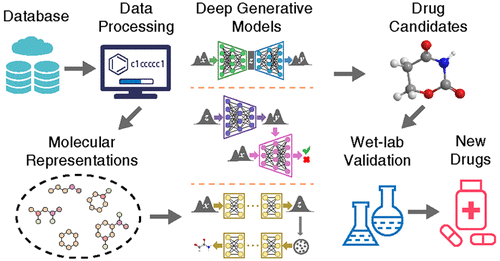 Database
Data
Processing
c1ccccc1
Deep Generative
Models
Drug
Candidates
Molecular
Representations
Wet-lab
Validation
New
Drugs